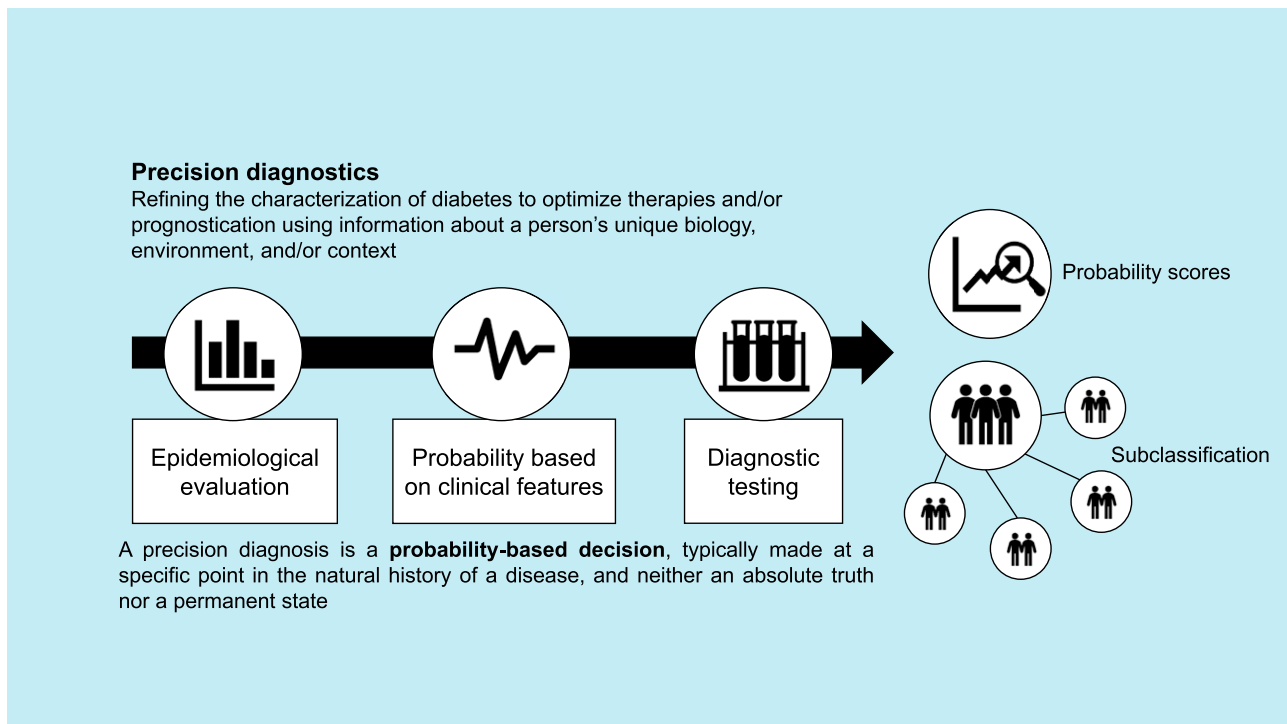 Precision diagnostics
Refining the characterization of diabetes to optimize therapies and/or
prognostication using information about a person’s unique biology,
environment, and/or context
Epidemiological
evaluation
Probability based
on clinical features
Diagnostic
testing
A precision diagnosis is a probability-based decision, typically made at a
specific point in the natural history of a disease, and neither an absolute truth
nor a permanent state
Probability scores
Subclassification